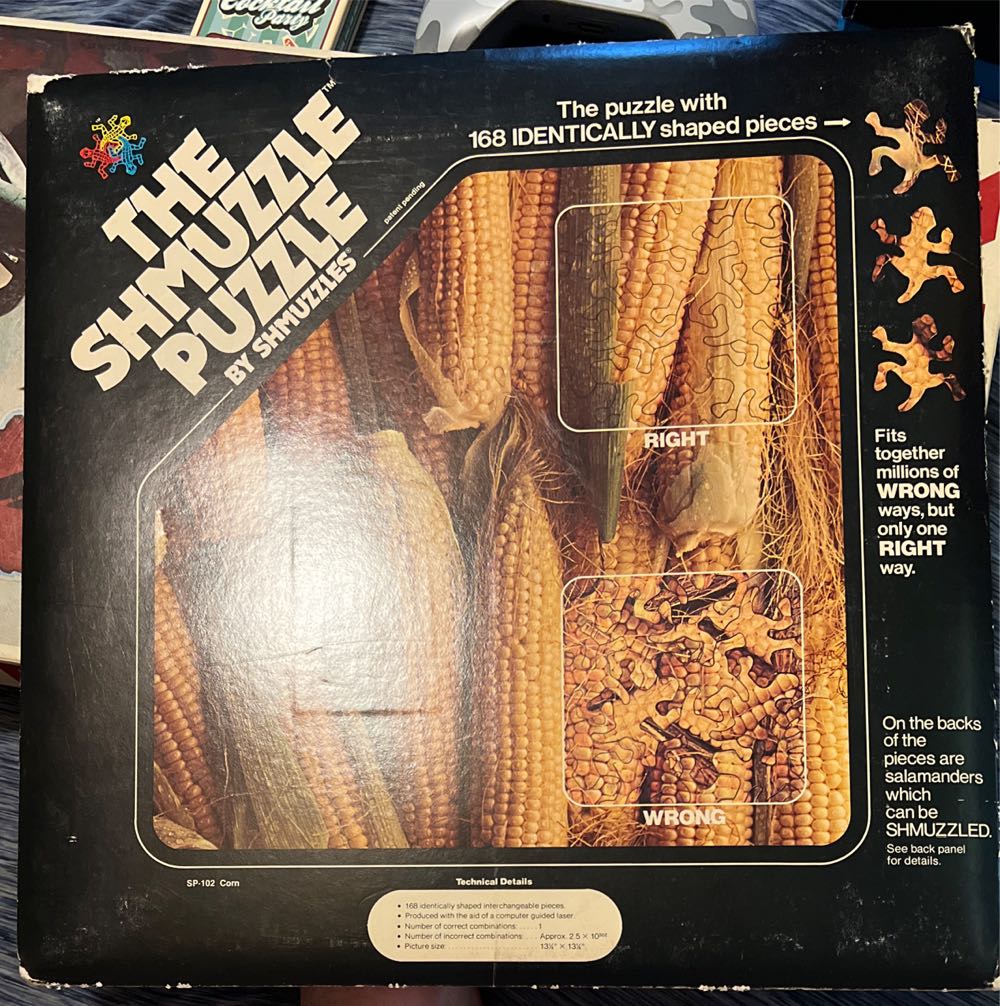 Cocktail
Party
THE
SHMUZZLE™
PUZZLE
BY SHMUZZLES®
patent pending
The puzzle with
168 IDENTICALLY shaped pieces →
RIGHT
WRONG
Fits
together
millions of
WRONG
ways, but
only one
RIGHT
way.
On the backs
of the
pieces are
salamanders
which
can be
SHMUZZLED.
See back panel
for details.
SP-102 Corn
Technical Details
• 168 identically shaped interchangeable pieces.
• Produced with the aid of a computer guided laser.
• Number of correct combinations: ..... 1
• Number of incorrect combinations: ... Approx. 2.5 × 10
• Picture size: ..... 13¼" × 13¼"